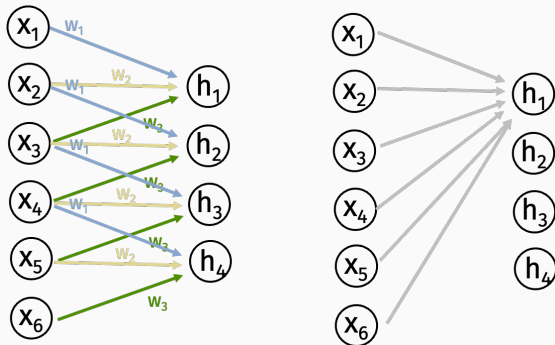 x₁
w₁
x₂
w₁
w₂
h₁
x₃
w₁
w₂
w₃
h₂
x₄
w₁
w₂
w₃
h₃
x₅
w₂
w₃
h₄
x₆
w₃
x₁
x₂
h₁
x₃
h₂
x₄
h₃
x₅
h₄
x₆